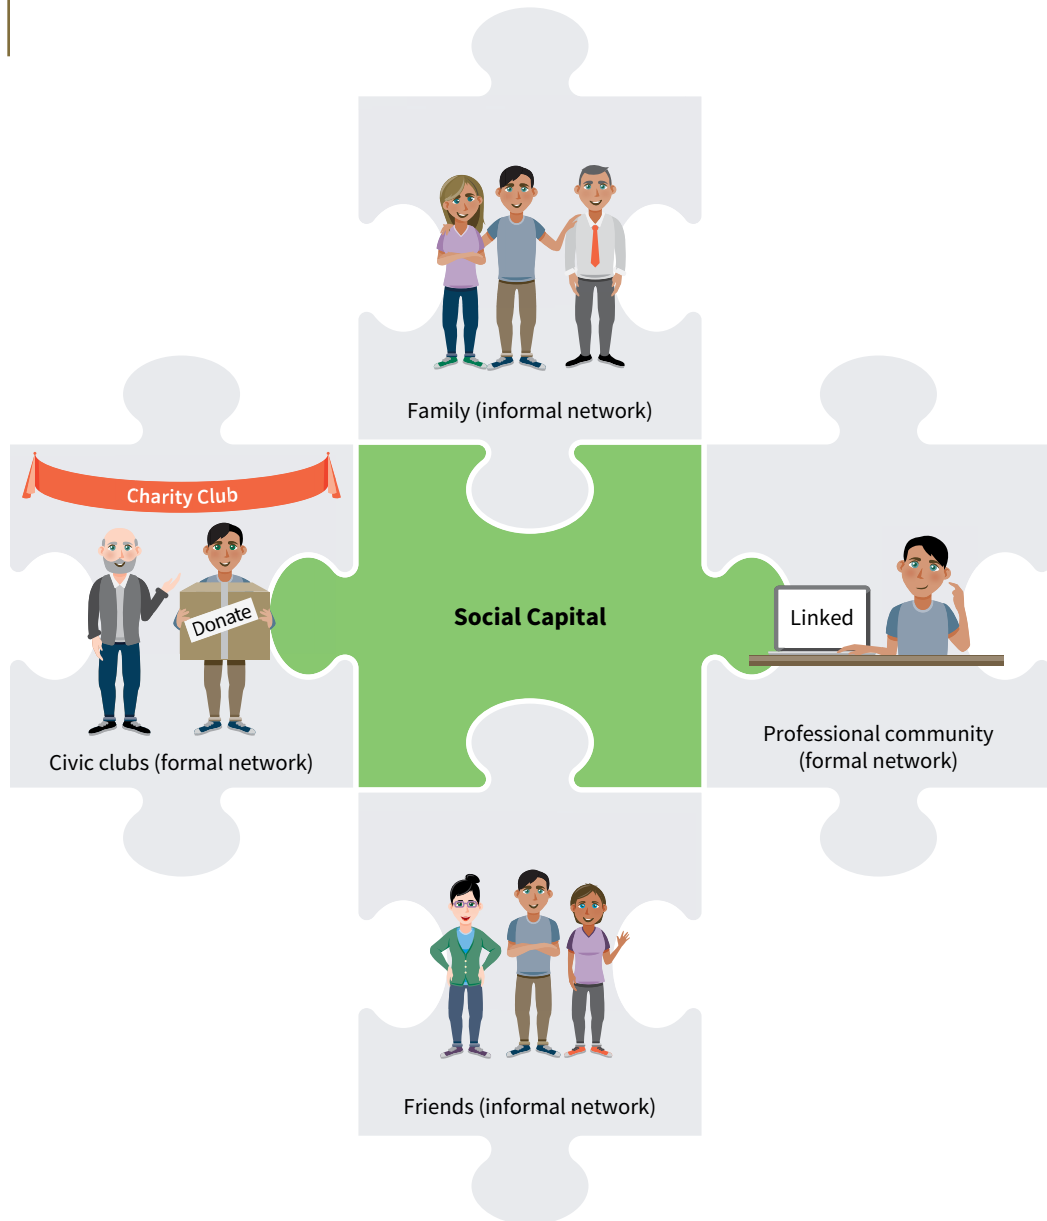 Family (informal network)
Charity Club
Donate
Civic clubs (formal network)
Social Capital
Linked
Professional community
(formal network)
Friends (informal network)